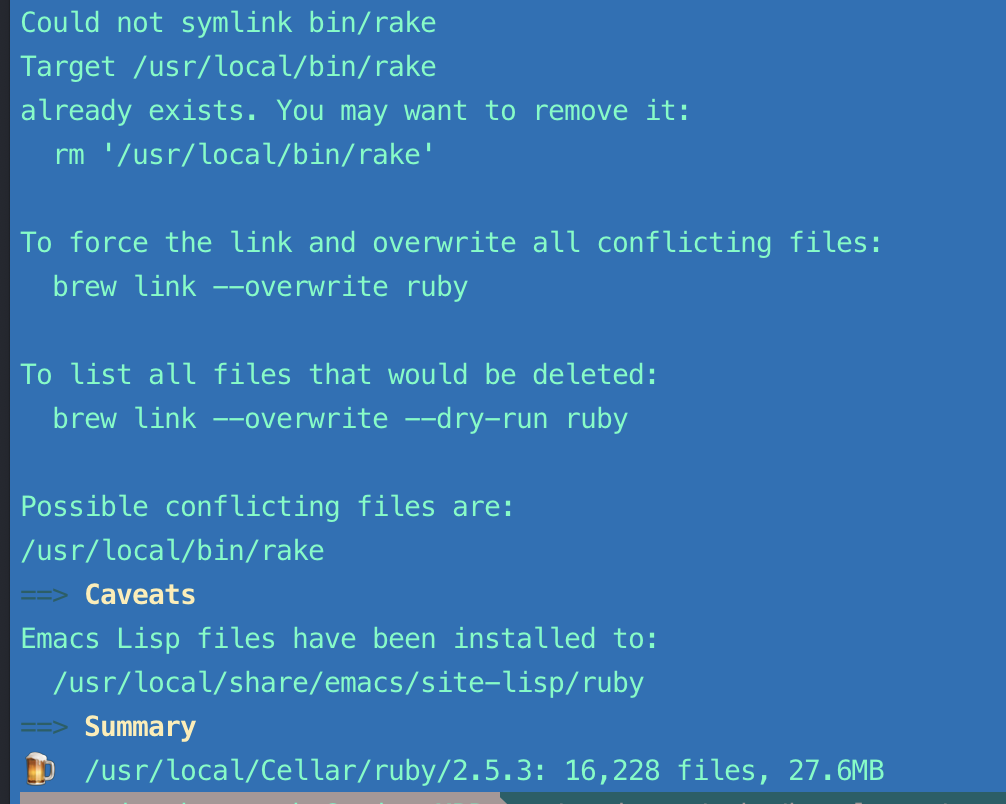 Could not symlink bin/rake
Target /usr/local/bin/rake
already exists. You may want to remove it:
  rm '/usr/local/bin/rake'

To force the link and overwrite all conflicting files:
  brew link --overwrite ruby

To list all files that would be deleted:
  brew link --overwrite --dry-run ruby

Possible conflicting files are:
/usr/local/bin/rake
==> Caveats
Emacs Lisp files have been installed to:
  /usr/local/share/emacs/site-lisp/ruby
==> Summary
🍺  /usr/local/Cellar/ruby/2.5.3: 16,228 files, 27.6MB